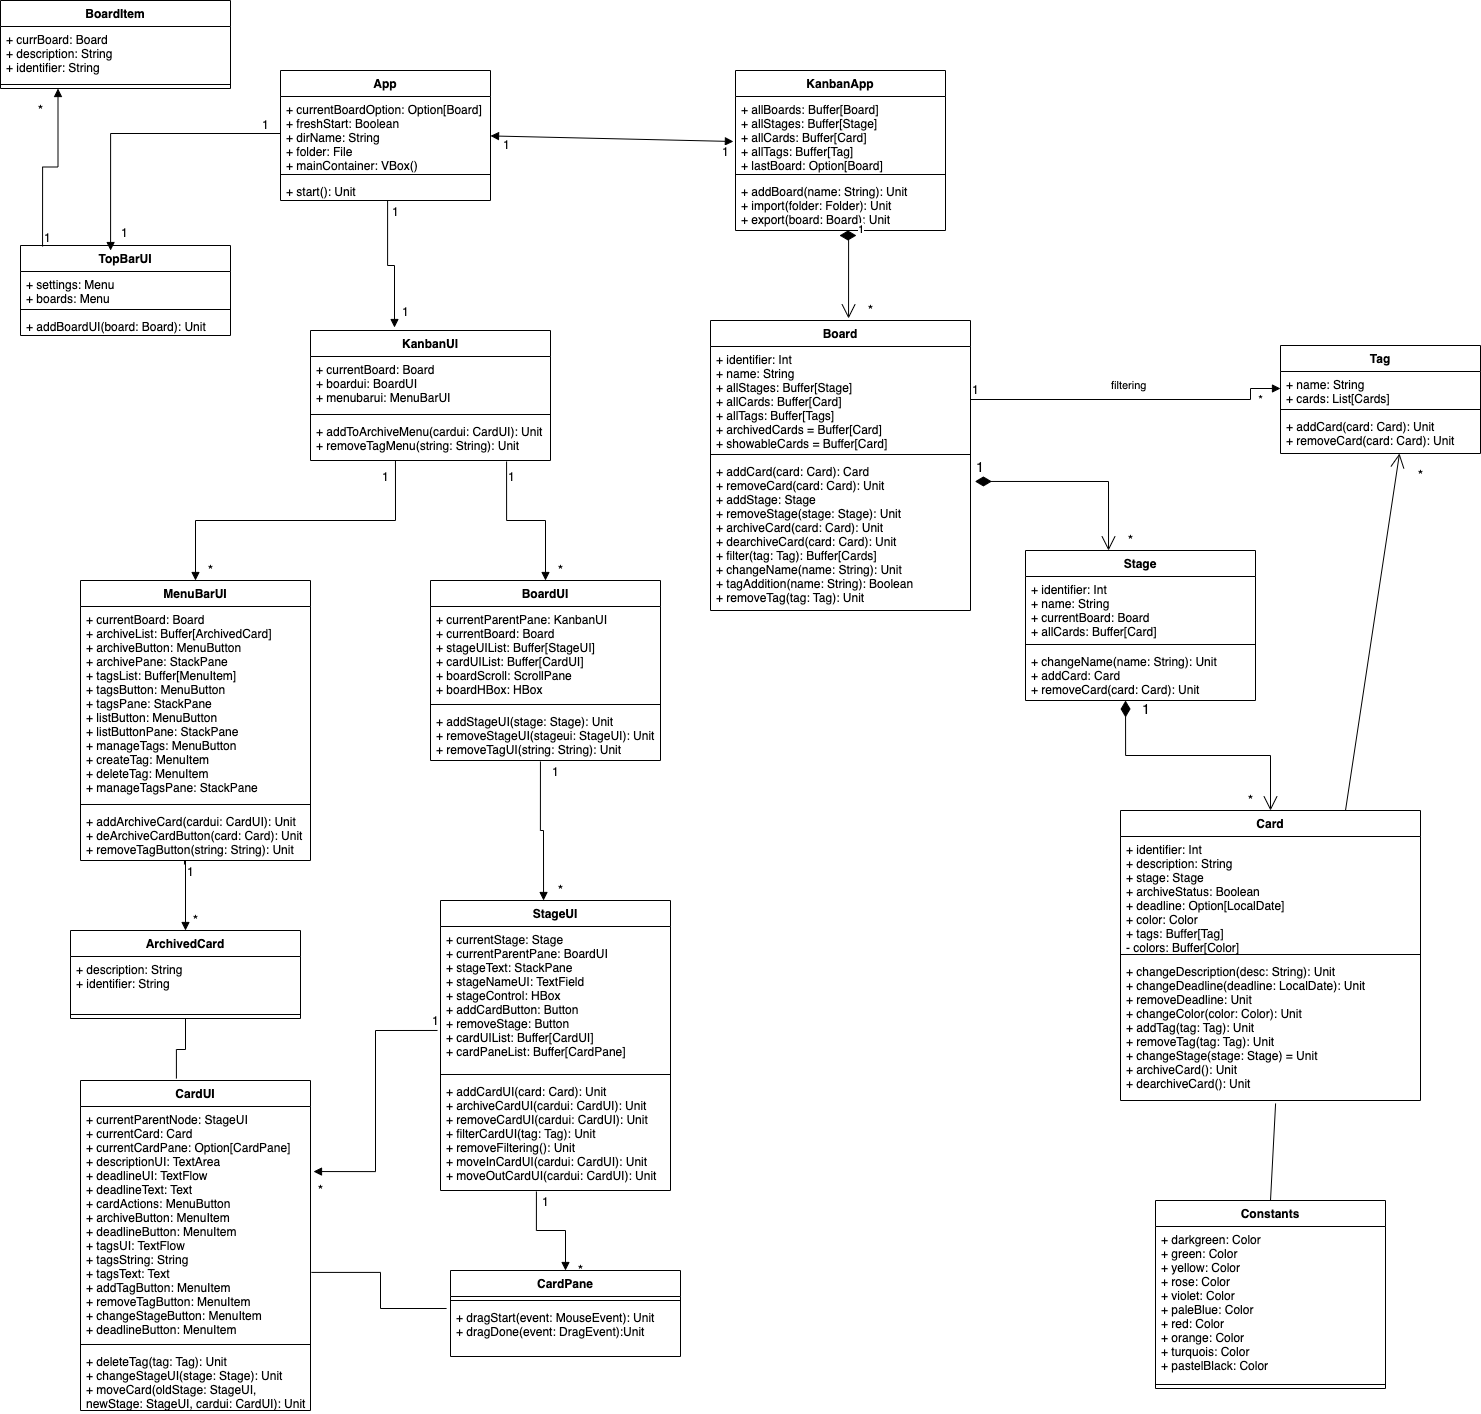 BoardItem
+ currBoard: Board
+ description: String
+ identifier: String
*
1
App
+ currentBoardOption: Option[Board]
+ freshStart: Boolean
+ dirName: String
+ folder: File
+ mainContainer: VBox()
+ start(): Unit
1
1
1
1
KanbanApp
+ allBoards: Buffer[Board]
+ allStages: Buffer[Stage]
+ allCards: Buffer[Card]
+ allTags: Buffer[Tag]
+ lastBoard: Option[Board]
+ addBoard(name: String): Unit
+ import(folder: Folder): Unit
+ export(board: Board): Unit
1
*
TopBarUI
+ settings: Menu
+ boards: Menu
+ addBoardUI(board: Board): Unit
1
1
KanbanUI
+ currentBoard: Board
+ boardui: BoardUI
+ menubarui: MenuBarUI
+ addToArchiveMenu(cardui: CardUI): Unit
+ removeTagMenu(string: String): Unit
1
1
*
*
Board
+ identifier: Int
+ name: String
+ allStages: Buffer[Stage]
+ allCards: Buffer[Card]
+ allTags: Buffer[Tags]
+ archivedCards = Buffer[Card]
+ showableCards = Buffer[Card]
+ addCard(card: Card): Card
+ removeCard(card: Card): Unit
+ addStage: Stage
+ removeStage(stage: Stage): Unit
+ archiveCard(card: Card): Unit
+ dearchiveCard(card: Card): Unit
+ filter(tag: Tag): Buffer[Cards]
+ changeName(name: String): Unit
+ tagAddition(name: String): Boolean
+ removeTag(tag: Tag): Unit
1
filtering
*
Tag
+ name: String
+ cards: List[Cards]
+ addCard(card: Card): Unit
+ removeCard(card: Card): Unit
*
1
*
Stage
+ identifier: Int
+ name: String
+ currentBoard: Board
+ allCards: Buffer[Card]
+ changeName(name: String): Unit
+ addCard: Card
+ removeCard(card: Card): Unit
1
*
MenuBarUI
+ currentBoard: Board
+ archiveList: Buffer[ArchivedCard]
+ archiveButton: MenuButton
+ archivePane: StackPane
+ tagsList: Buffer[MenuItem]
+ tagsButton: MenuButton
+ tagsPane: StackPane
+ listButton: MenuButton
+ listButtonPane: StackPane
+ manageTags: MenuButton
+ createTag: MenuItem
+ deleteTag: MenuItem
+ manageTagsPane: StackPane
+ addArchiveCard(cardui: CardUI): Unit
+ deArchiveCardButton(card: Card): Unit
+ removeTagButton(string: String): Unit
1
*
BoardUI
+ currentParentPane: KanbanUI
+ currentBoard: Board
+ stageUIList: Buffer[StageUI]
+ cardUIList: Buffer[CardUI]
+ boardScroll: ScrollPane
+ boardHBox: HBox
+ addStageUI(stage: Stage): Unit
+ removeStageUI(stageui: StageUI): Unit
+ removeTagUI(string: String): Unit
1
*
Card
+ identifier: Int
+ description: String
+ stage: Stage
+ archiveStatus: Boolean
+ deadline: Option[LocalDate]
+ color: Color
+ tags: Buffer[Tag]
- colors: Buffer[Color]
+ changeDescription(desc: String): Unit
+ changeDeadline(deadline: LocalDate): Unit
+ removeDeadline: Unit
+ changeColor(color: Color): Unit
+ addTag(tag: Tag): Unit
+ removeTag(tag: Tag): Unit
+ changeStage(stage: Stage) = Unit
+ archiveCard(): Unit
+ dearchiveCard(): Unit
ArchivedCard
+ description: String
+ identifier: String
StageUI
+ currentStage: Stage
+ currentParentPane: BoardUI
+ stageText: StackPane
+ stageNameUI: TextField
+ stageControl: HBox
+ addCardButton: Button
+ removeStage: Button
+ cardUIList: Buffer[CardUI]
+ cardPaneList: Buffer[CardPane]
+ addCardUI(card: Card): Unit
+ archiveCardUI(cardui: CardUI): Unit
+ removeCardUI(cardui: CardUI): Unit
+ filterCardUI(tag: Tag): Unit
+ removeFiltering(): Unit
+ moveInCardUI(cardui: CardUI): Unit
+ moveOutCardUI(cardui: CardUI): Unit
1
*
1
*
CardUI
+ currentParentNode: StageUI
+ currentCard: Card
+ currentCardPane: Option[CardPane]
+ descriptionUI: TextArea
+ deadlineUI: TextFlow
+ deadlineText: Text
+ cardActions: MenuButton
+ archiveButton: MenuItem
+ deadlineButton: MenuItem
+ tagsUI: TextFlow
+ tagsString: String
+ tagsText: Text
+ addTagButton: MenuItem
+ removeTagButton: MenuItem
+ changeStageButton: MenuItem
+ deadlineButton: MenuItem
+ deleteTag(tag: Tag): Unit
+ changeStageUI(stage: Stage): Unit
+ moveCard(oldStage: StageUI,
newStage: StageUI, cardui: CardUI): Unit
CardPane
+ dragStart(event: MouseEvent): Unit
+ dragDone(event: DragEvent):Unit
Constants
+ darkgreen: Color
+ green: Color
+ yellow: Color
+ rose: Color
+ violet: Color
+ paleBlue: Color
+ red: Color
+ orange: Color
+ turquois: Color
+ pastelBlack: Color